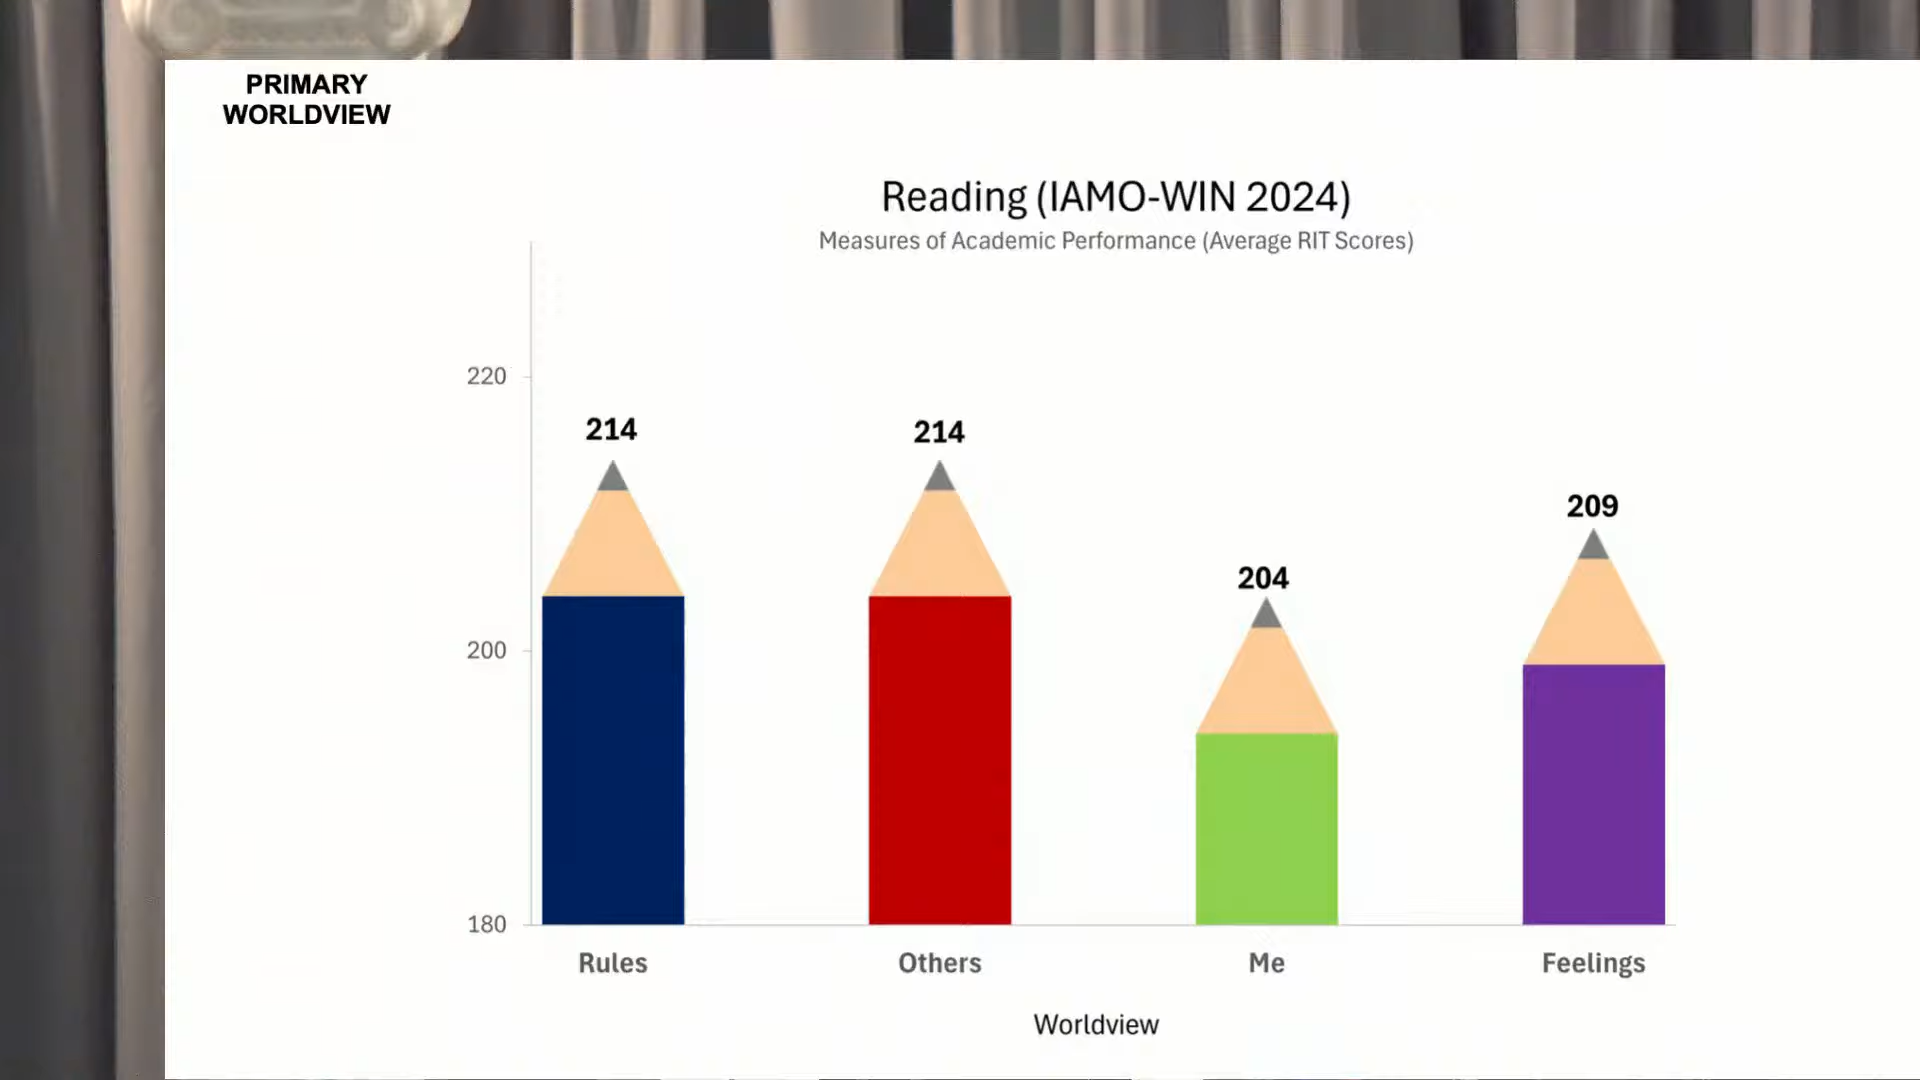 PRIMARY
WORLDVIEW
Reading (IAMO-WIN 2024)
Measures of Academic Performance (Average RIT Scores)
220
200
180
214
214
204
209
Rules
Others
Me
Feelings
Worldview